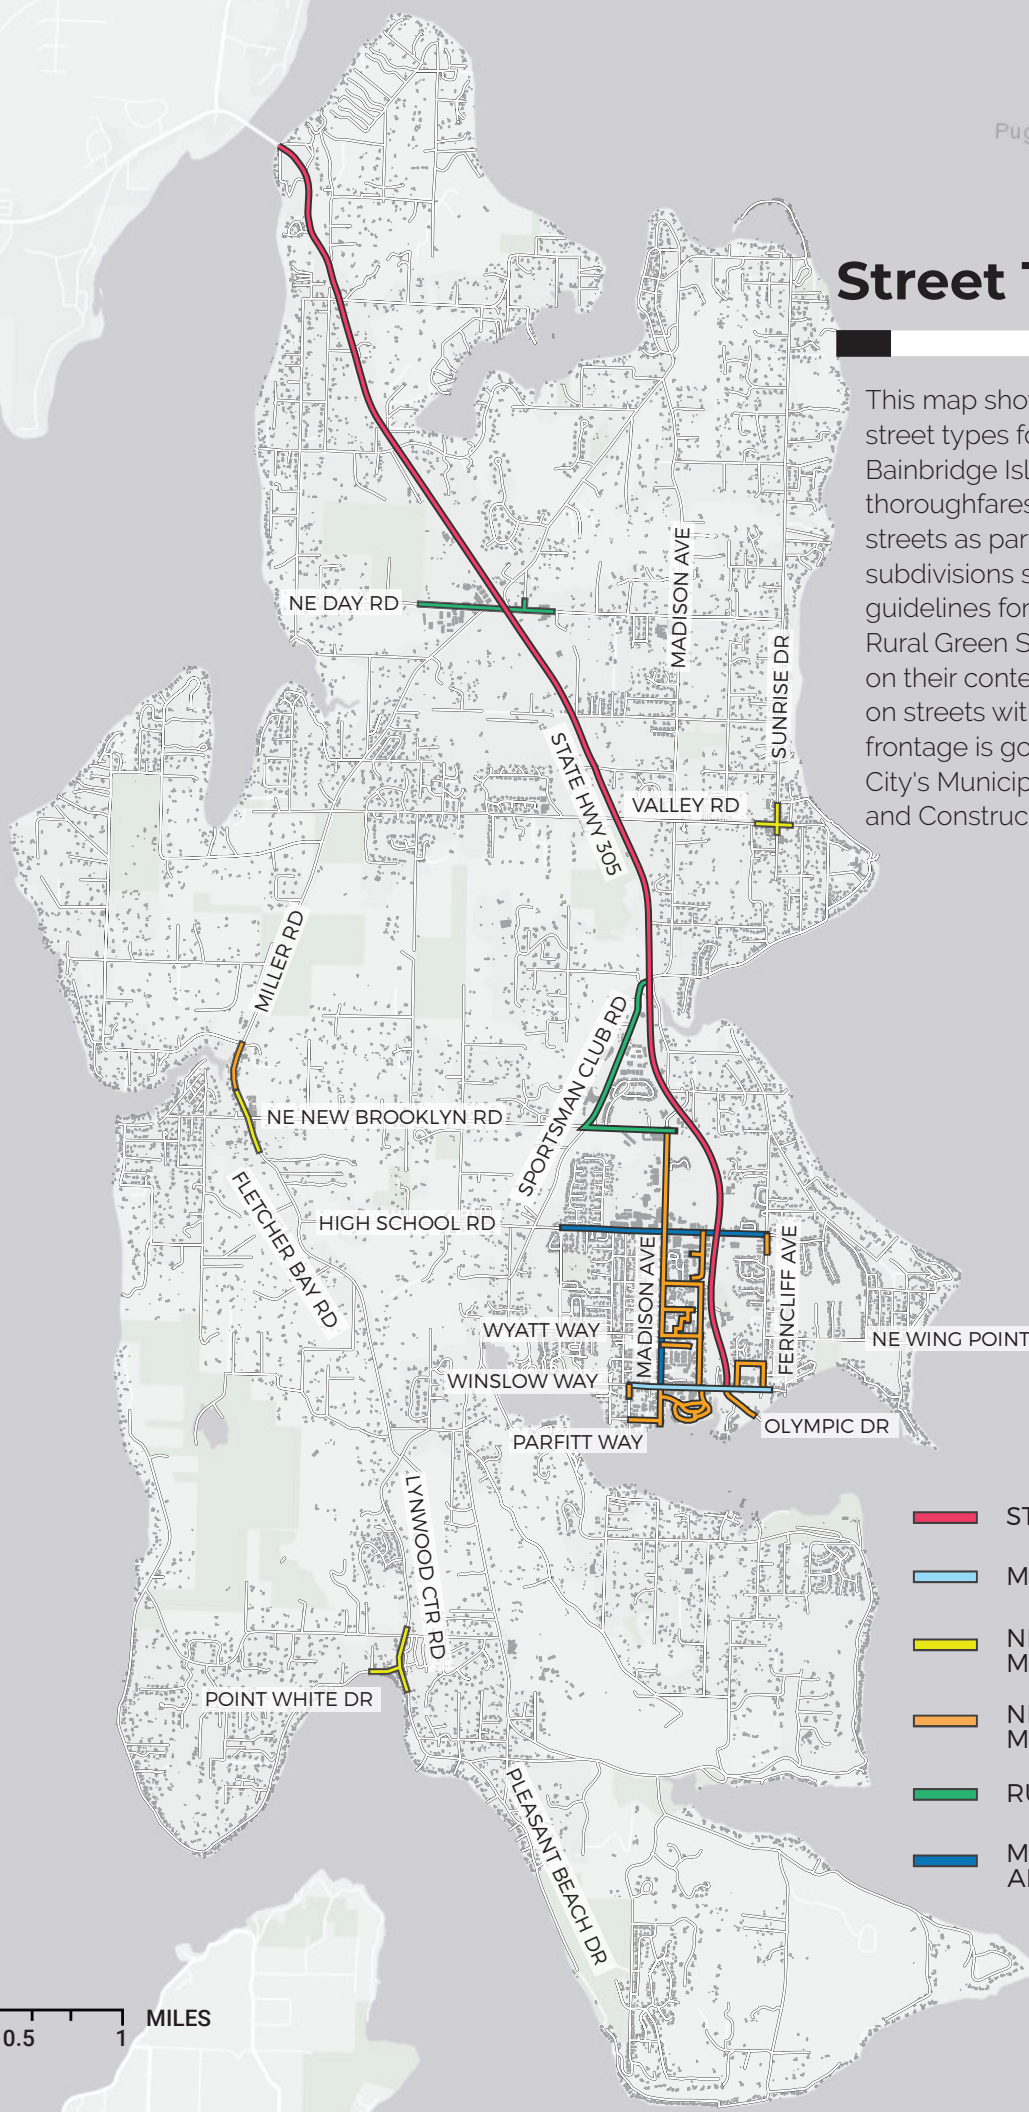 Pug
Street T
This map sho
street types fo
Bainbridge Isl
thoroughfares
streets as par
subdivisions s
guidelines for
Rural Green S
on their conte
on streets wit
frontage is go
City's Municip
and Construc
NE DAY RD
MADISON AVE
SUNRISE DR
STATE HWY 305
VALLEY RD
MILLER RD
SPORTSMAN CLUB RD
NE NEW BROOKLYN RD
FLETCHER BAY RD
HIGH SCHOOL RD
MADISON AVE
FERNCLIFF AVE
WYATT WAY
NE WING POINT
WINSLOW WAY
OLYMPIC DR
PARFITT WAY
LYNWOOD CTR RD
POINT WHITE DR
PLEASANT BEACH DR
ST
M
NE
M
NE
M
RU
M
AR
MILES
0.5 1